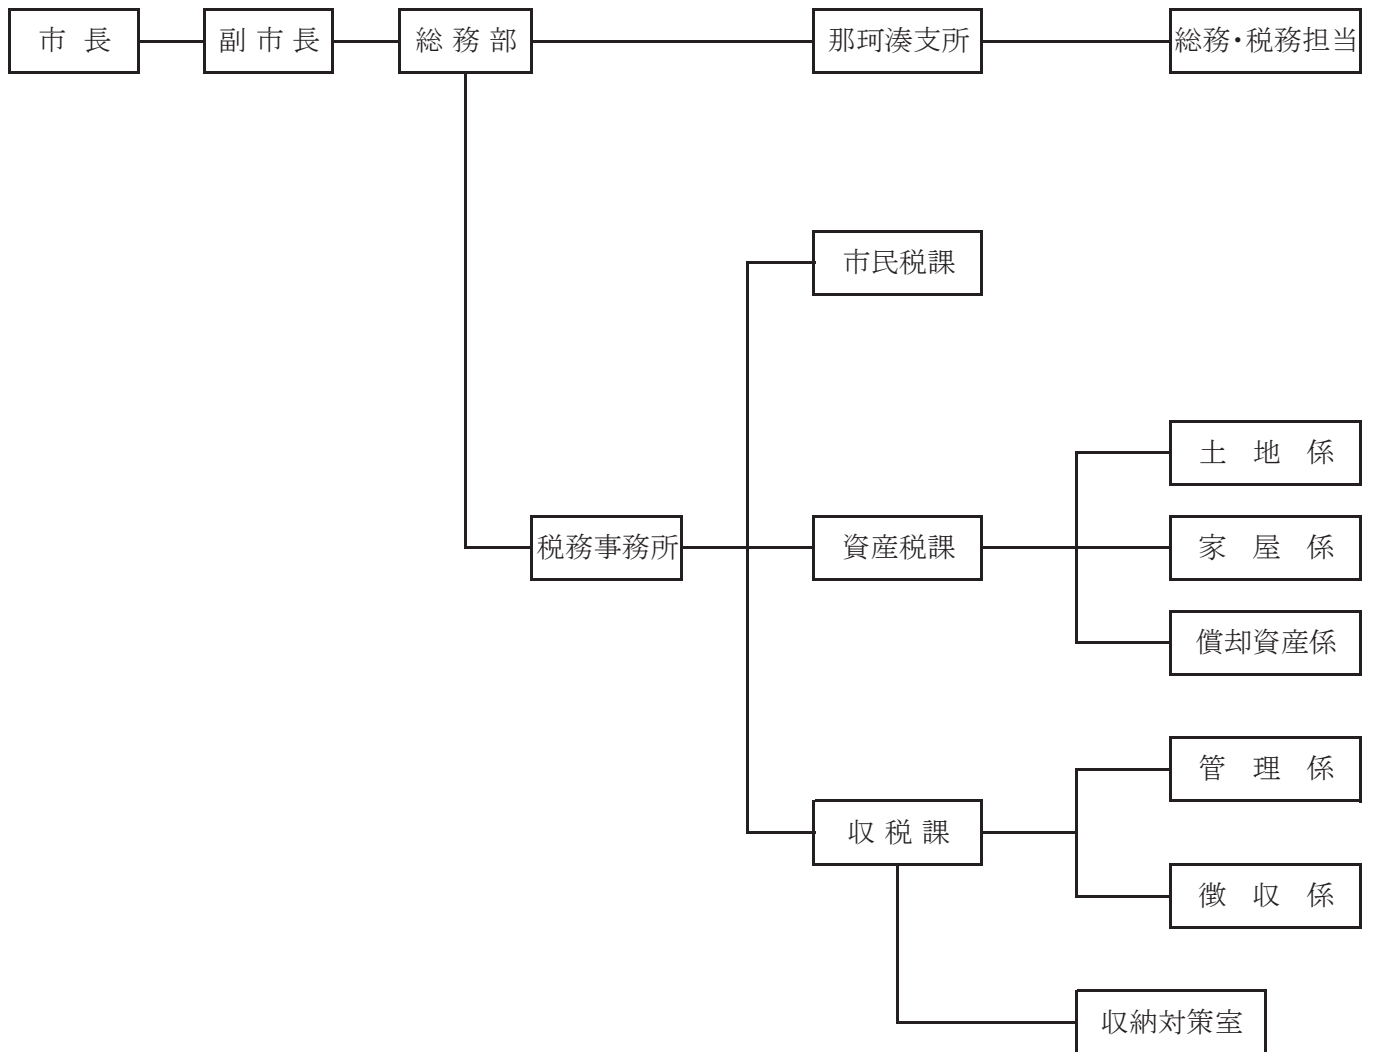 市長
副市長
総務部
那珂湊支所
総務・税務担当
市民税課
税務事務所
資産税課
土地係
家屋係
償却資産係
収税課
管理係
徴収係
収納対策室